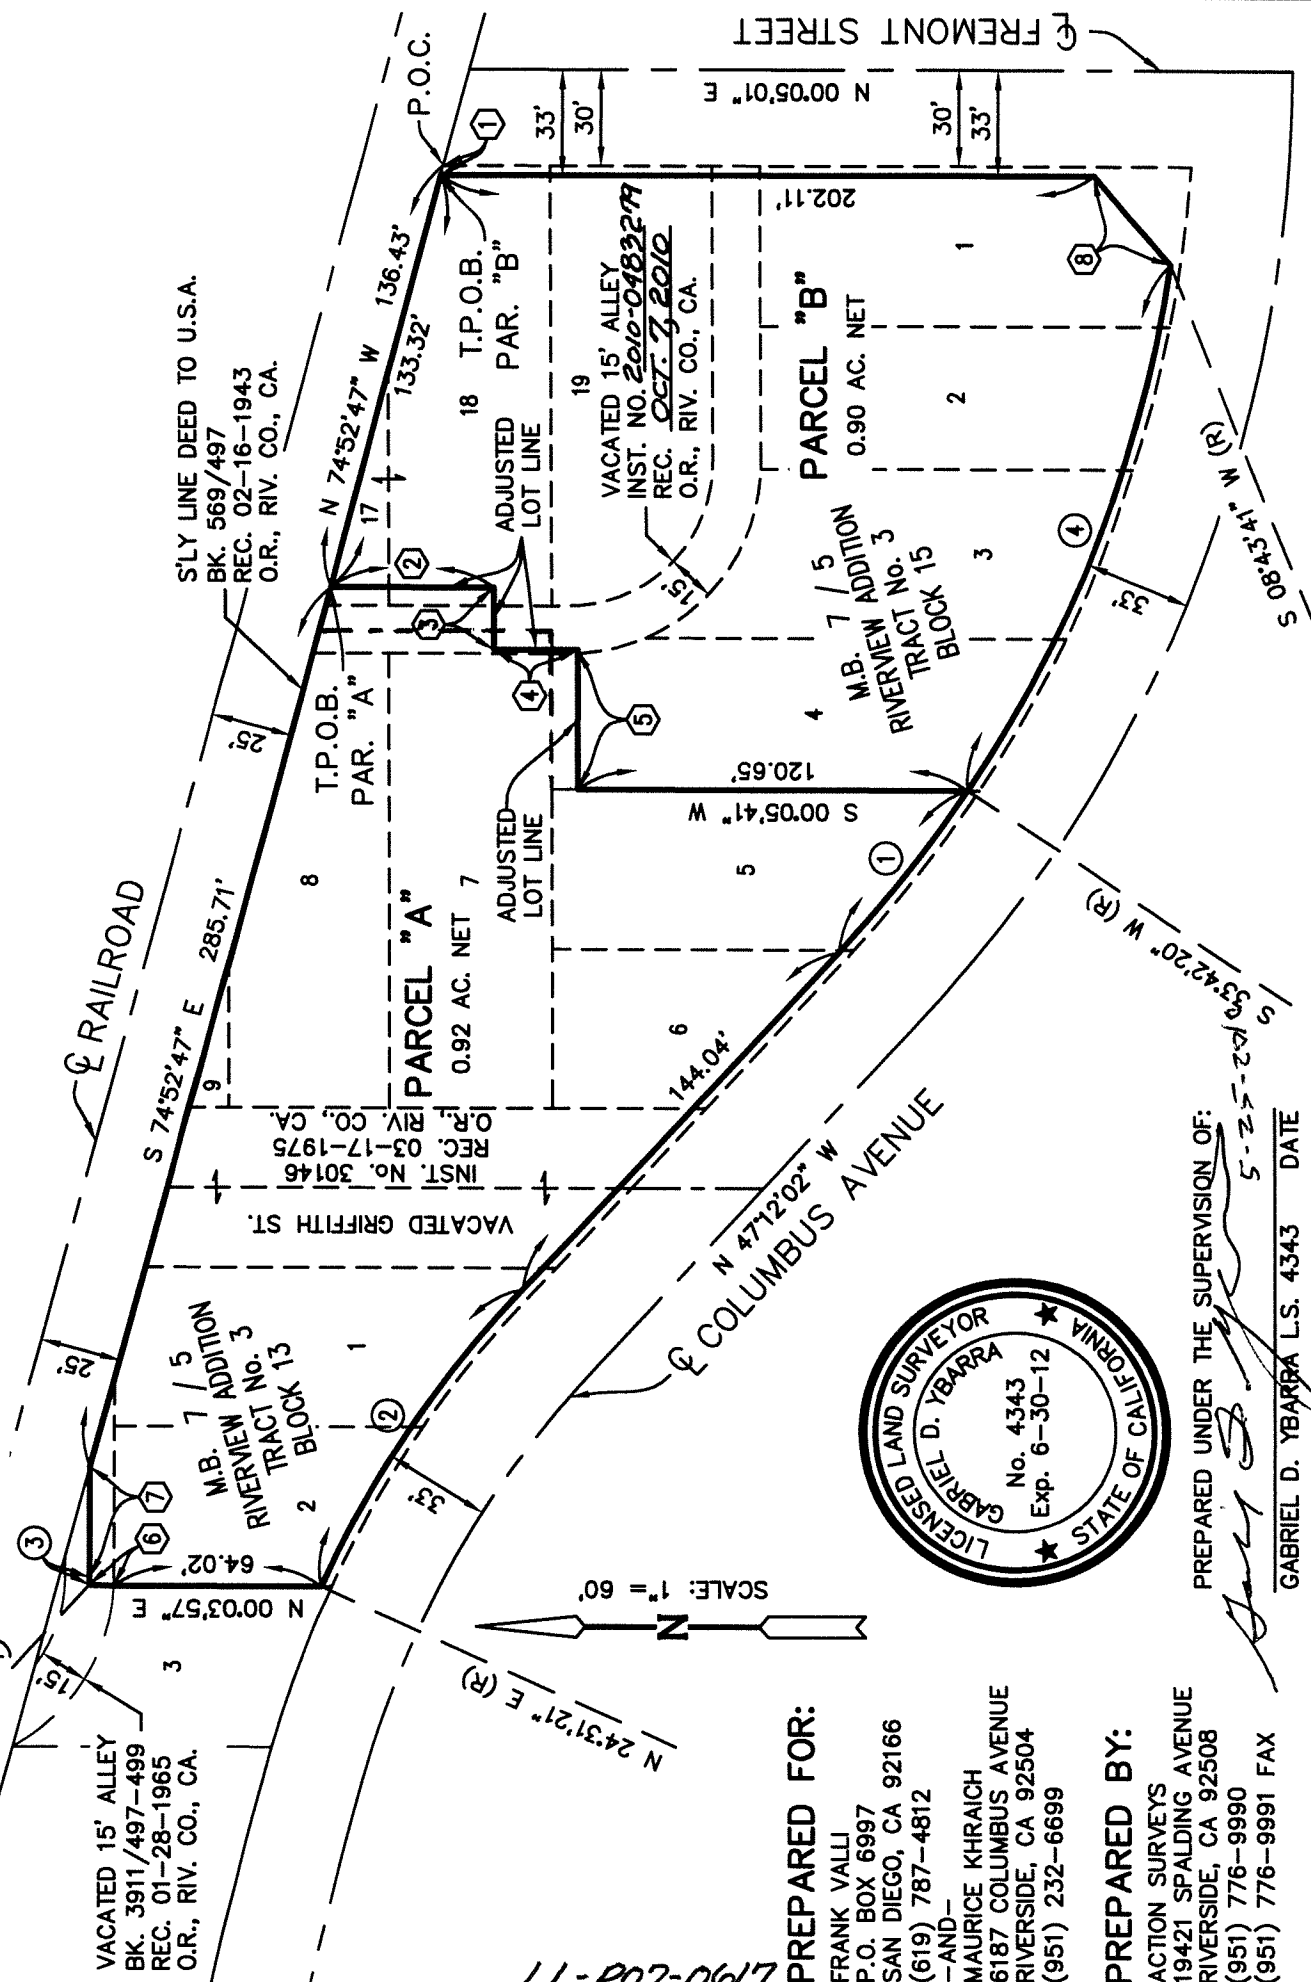 ℄ RAILROAD
S'LY LINE DEED TO U.S.A.
BK. 569/497
REC. 02-16-1943
O.R., RIV. CO., CA.
P.O.C.
℄ FREMONT STREET
N 00°05'01" E
33'
30'
30'
33'
1
N 74°52'47" W 136.43'
133.32'
T.P.O.B.
PAR. "B"
17
18
19
ADJUSTED
LOT LINE
VACATED 15' ALLEY
INST. NO. 2010-0483279
REC. OCT. 7, 2010
O.R., RIV. CO., CA.
202.11'
PARCEL "B"
0.90 AC. NET
1
2
3
4
8
15'
M.B. 7 / 5
RIVERVIEW ADDITION
TRACT No. 3
BLOCK 15
4
33'
S 08°43'41" W (R)
2
3
4
5
T.P.O.B.
PAR. "A"
25'
S 74°52'47" E 285.71'
ADJUSTED
LOT LINE
120.65'
S 00°05'41" W
5
6
7
8
9
PARCEL "A"
0.92 AC. NET
1
S 33°42'20" W (R)
144.04'
INST. No. 30146
REC. 03-17-1975
O.R., RIV. CO., CA.
VACATED GRIFFITH ST.
N 47°12'02" W
℄ COLUMBUS AVENUE
25'
M.B. 7 / 5
RIVERVIEW ADDITION
TRACT No. 3
BLOCK 13
1
2
2
33'
3
7
6
64.02'
N 00°03'57" E
15'
3
N 24°31'21" E (R)
VACATED 15' ALLEY
BK. 3911/497-499
REC. 01-28-1965
O.R., RIV. CO., CA.
SCALE: 1"= 60'
N
LICENSED LAND SURVEYOR
GABRIEL D. YBARRA
No. 4343
Exp. 6-30-12
STATE OF CALIFORNIA
PREPARED UNDER THE SUPERVISION OF:
GABRIEL D. YBARRA L.S. 4343 DATE
PREPARED FOR:
FRANK VALLI
P.O. BOX 6997
SAN DIEGO, CA 92166
(619) 787-4812
-AND-
MAURICE KHRAICH
6187 COLUMBUS AVENUE
RIVERSIDE, CA 92504
(951) 232-6699
PREPARED BY:
ACTION SURVEYS
19421 SPALDING AVENUE
RIVERSIDE, CA 92508
(951) 776-9990
(951) 776-9991 FAX